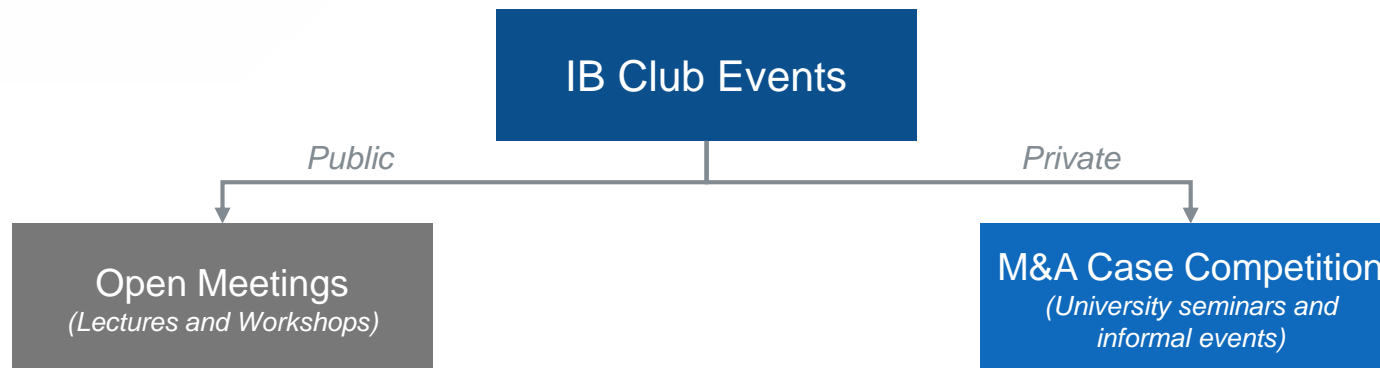 IB Club Events
Public
Private
Open Meetings
(Lectures and Workshops)
M&A Case Competition
(University seminars and
informal events)